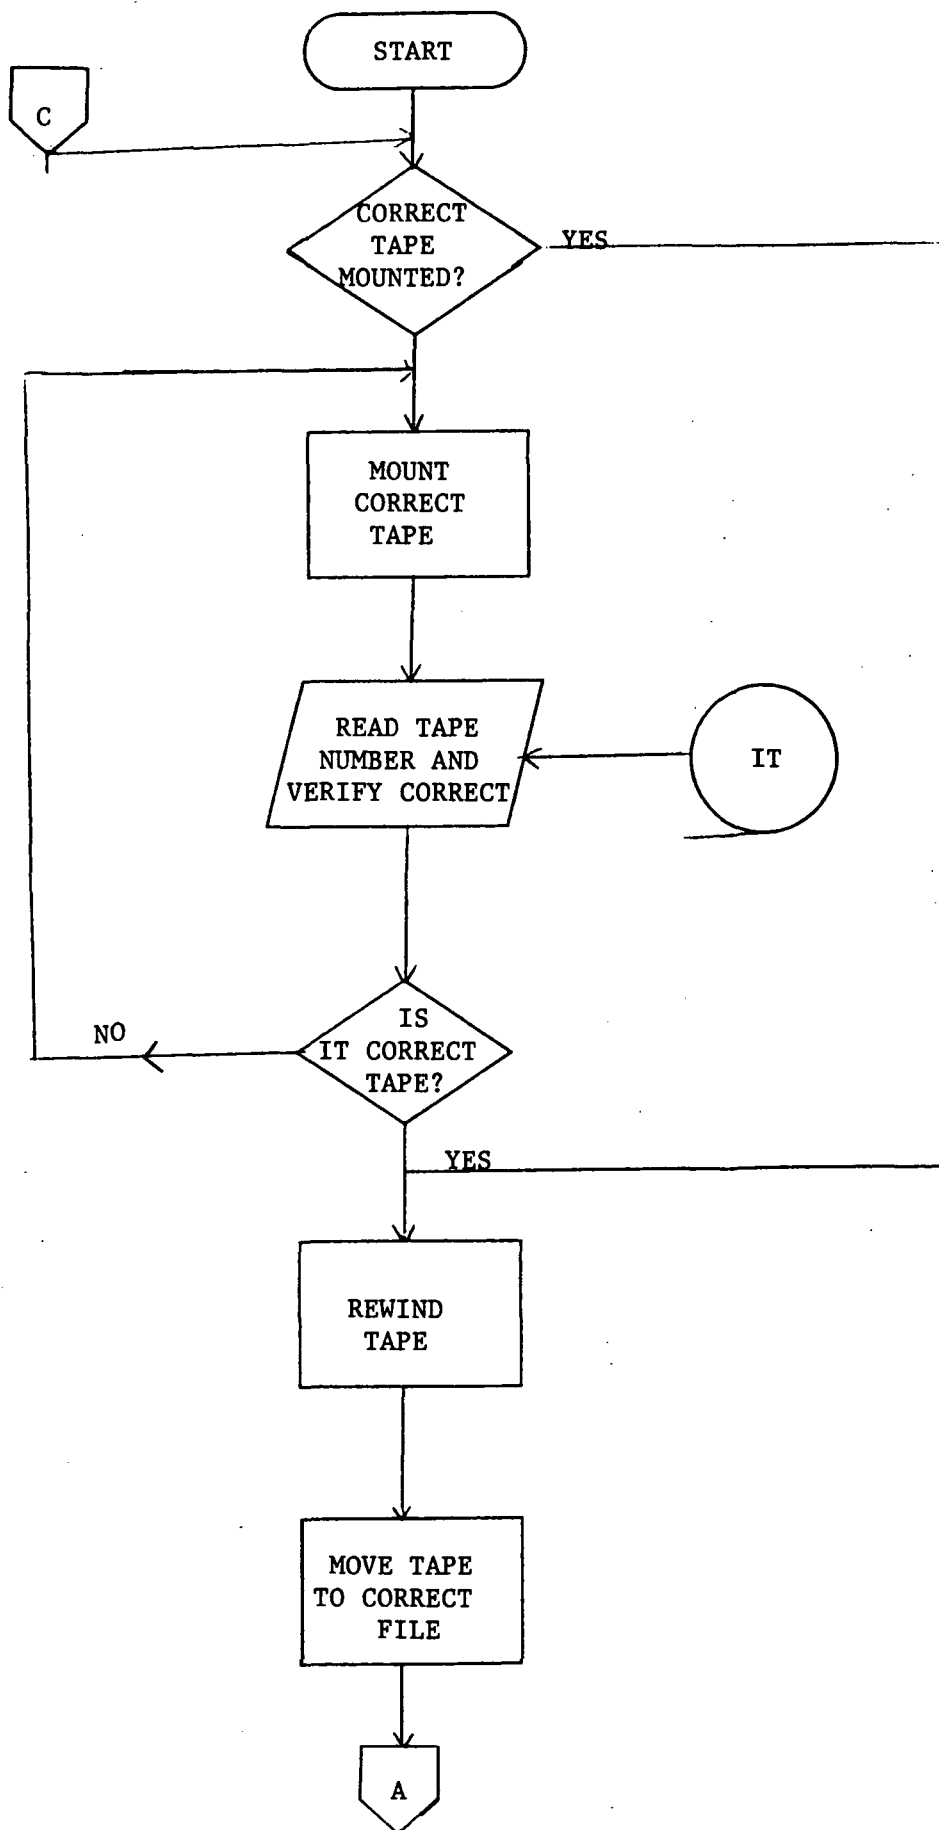 START
C
CORRECT
TAPE
MOUNTED?
YES
MOUNT
CORRECT
TAPE
READ TAPE
NUMBER AND
VERIFY CORRECT
IT
IS
IT CORRECT
TAPE?
NO
YES
REWIND
TAPE
MOVE TAPE
TO CORRECT
FILE
A